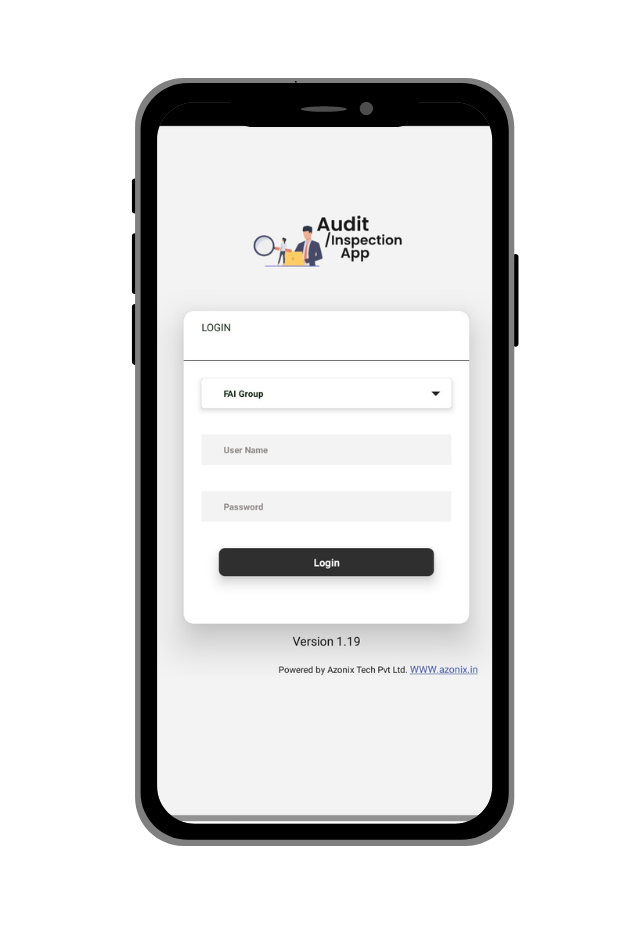 Audit
/Inspection
App
LOGIN
FAI Group
User Name
Password
Login
Version 1.19
Powered by Azonix Tech Pvt Ltd. WWW.azonix.in